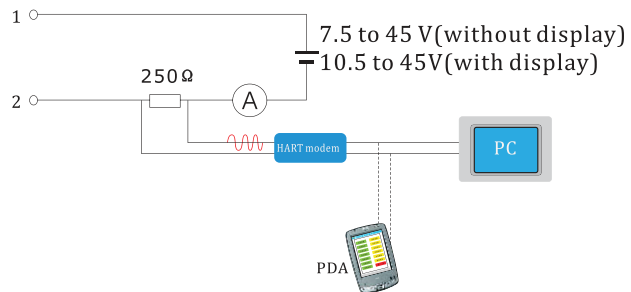 1
7.5 to 45 V(without display)
10.5 to 45V(with display)
250Ω
2
A
HART modem
PC
PDA